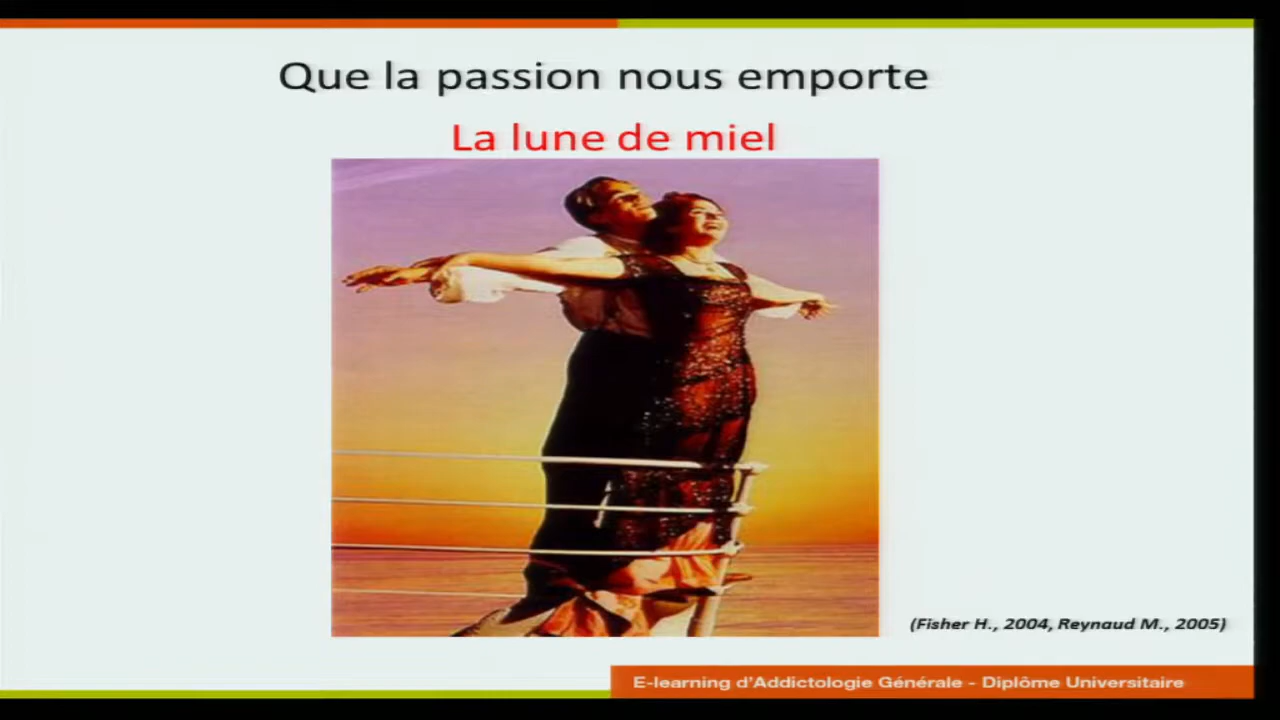 Que la passion nous emporte
La lune de miel
(Fisher H., 2004, Reynaud M., 2005)
E-learning d'Addictologie Générale - Diplôme Universitaire